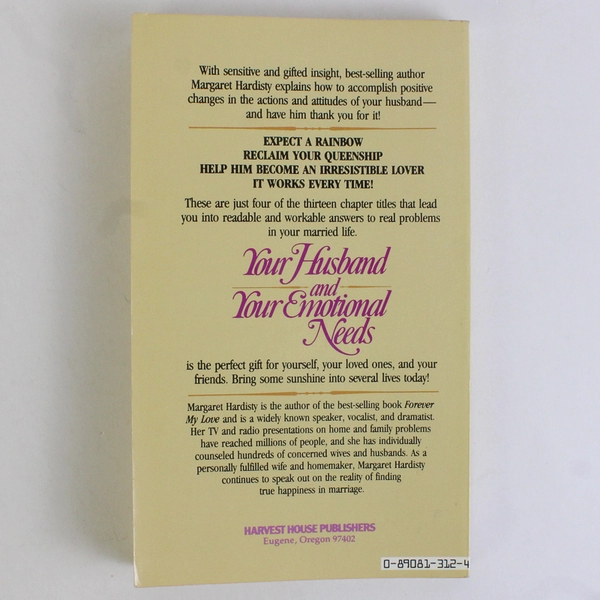 With sensitive and gifted insight, best-selling author
Margaret Hardisty explains how to accomplish positive
changes in the actions and attitudes of your husband—
and have him thank you for it!
EXPECT A RAINBOW
RECLAIM YOUR QUEENSHIP
HELP HIM BECOME AN IRRESISTIBLE LOVER
IT WORKS EVERY TIME!
These are just four of the thirteen chapter titles that lead
you into readable and workable answers to real problems
in your married life.
Your Husband
and
Your Emotional
Needs
is the perfect gift for yourself, your loved ones, and your
friends. Bring some sunshine into several lives today!
Margaret Hardisty is the author of the best-selling book Forever
My Love and is a widely known speaker, vocalist, and dramatist.
Her TV and radio presentations on home and family problems
have reached millions of people, and she has individually
counseled hundreds of concerned wives and husbands. As a
personally fulfilled wife and homemaker, Margaret Hardisty
continues to speak out on the reality of finding
true happiness in marriage.
HARVEST HOUSE PUBLISHERS
Eugene, Oregon 97402
0-89081-312-4